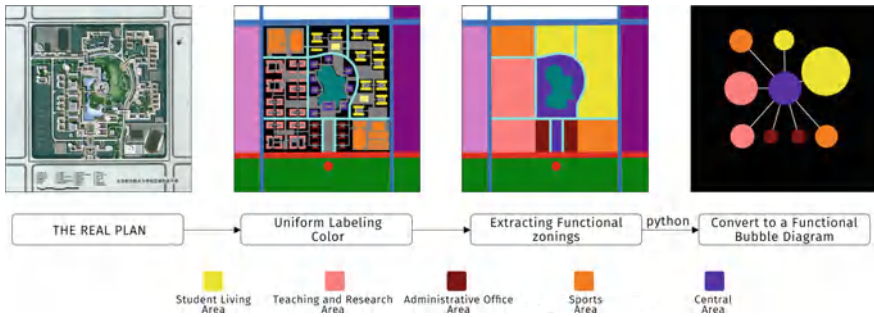 THE REAL PLAN
Uniform Labeling
Color
Extracting Functional
zonings
python
Convert to a Functional
Bubble Diagram
Student Living
Area
Teaching and Research
Area
Administrative Office
Area
Sports
Area
Central
Area